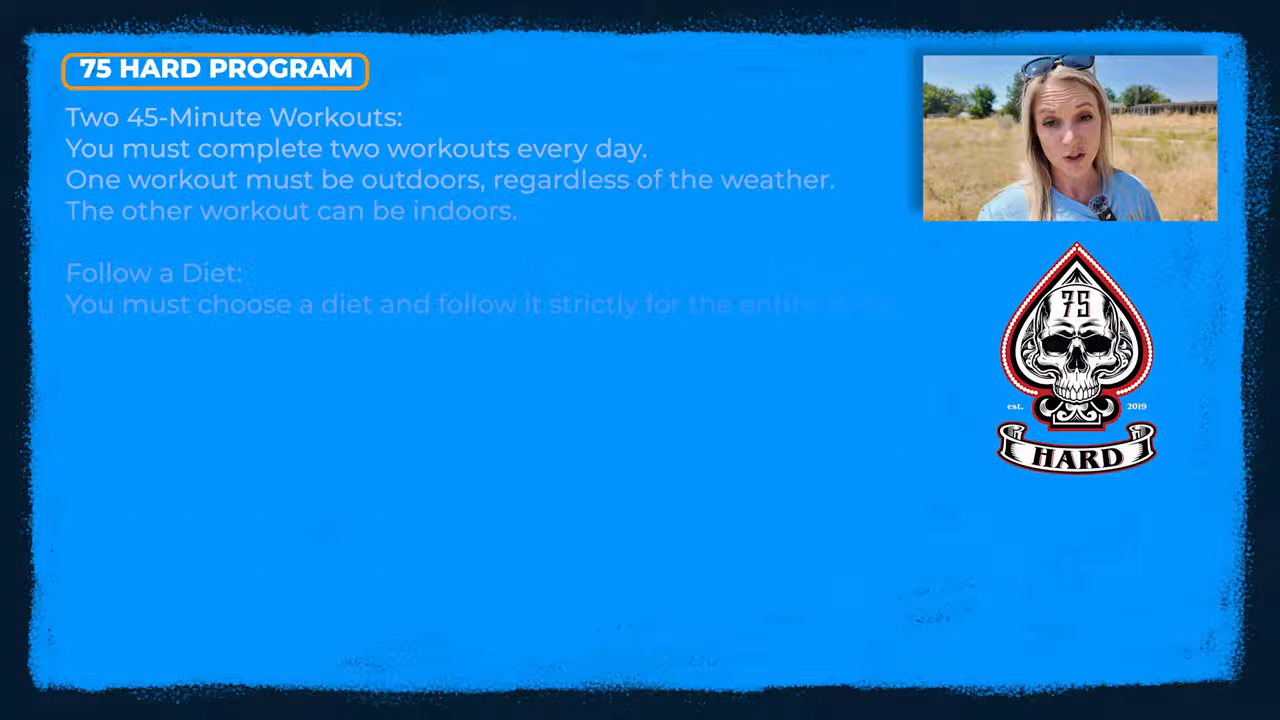 75 HARD PROGRAM
Two 45-Minute Workouts:
You must complete two workouts every day.
One workout must be outdoors, regardless of the weather.
The other workout can be indoors.
Follow a Diet:
You must choose a diet and follow it strictly for the entire
75
est. 2019
HARD